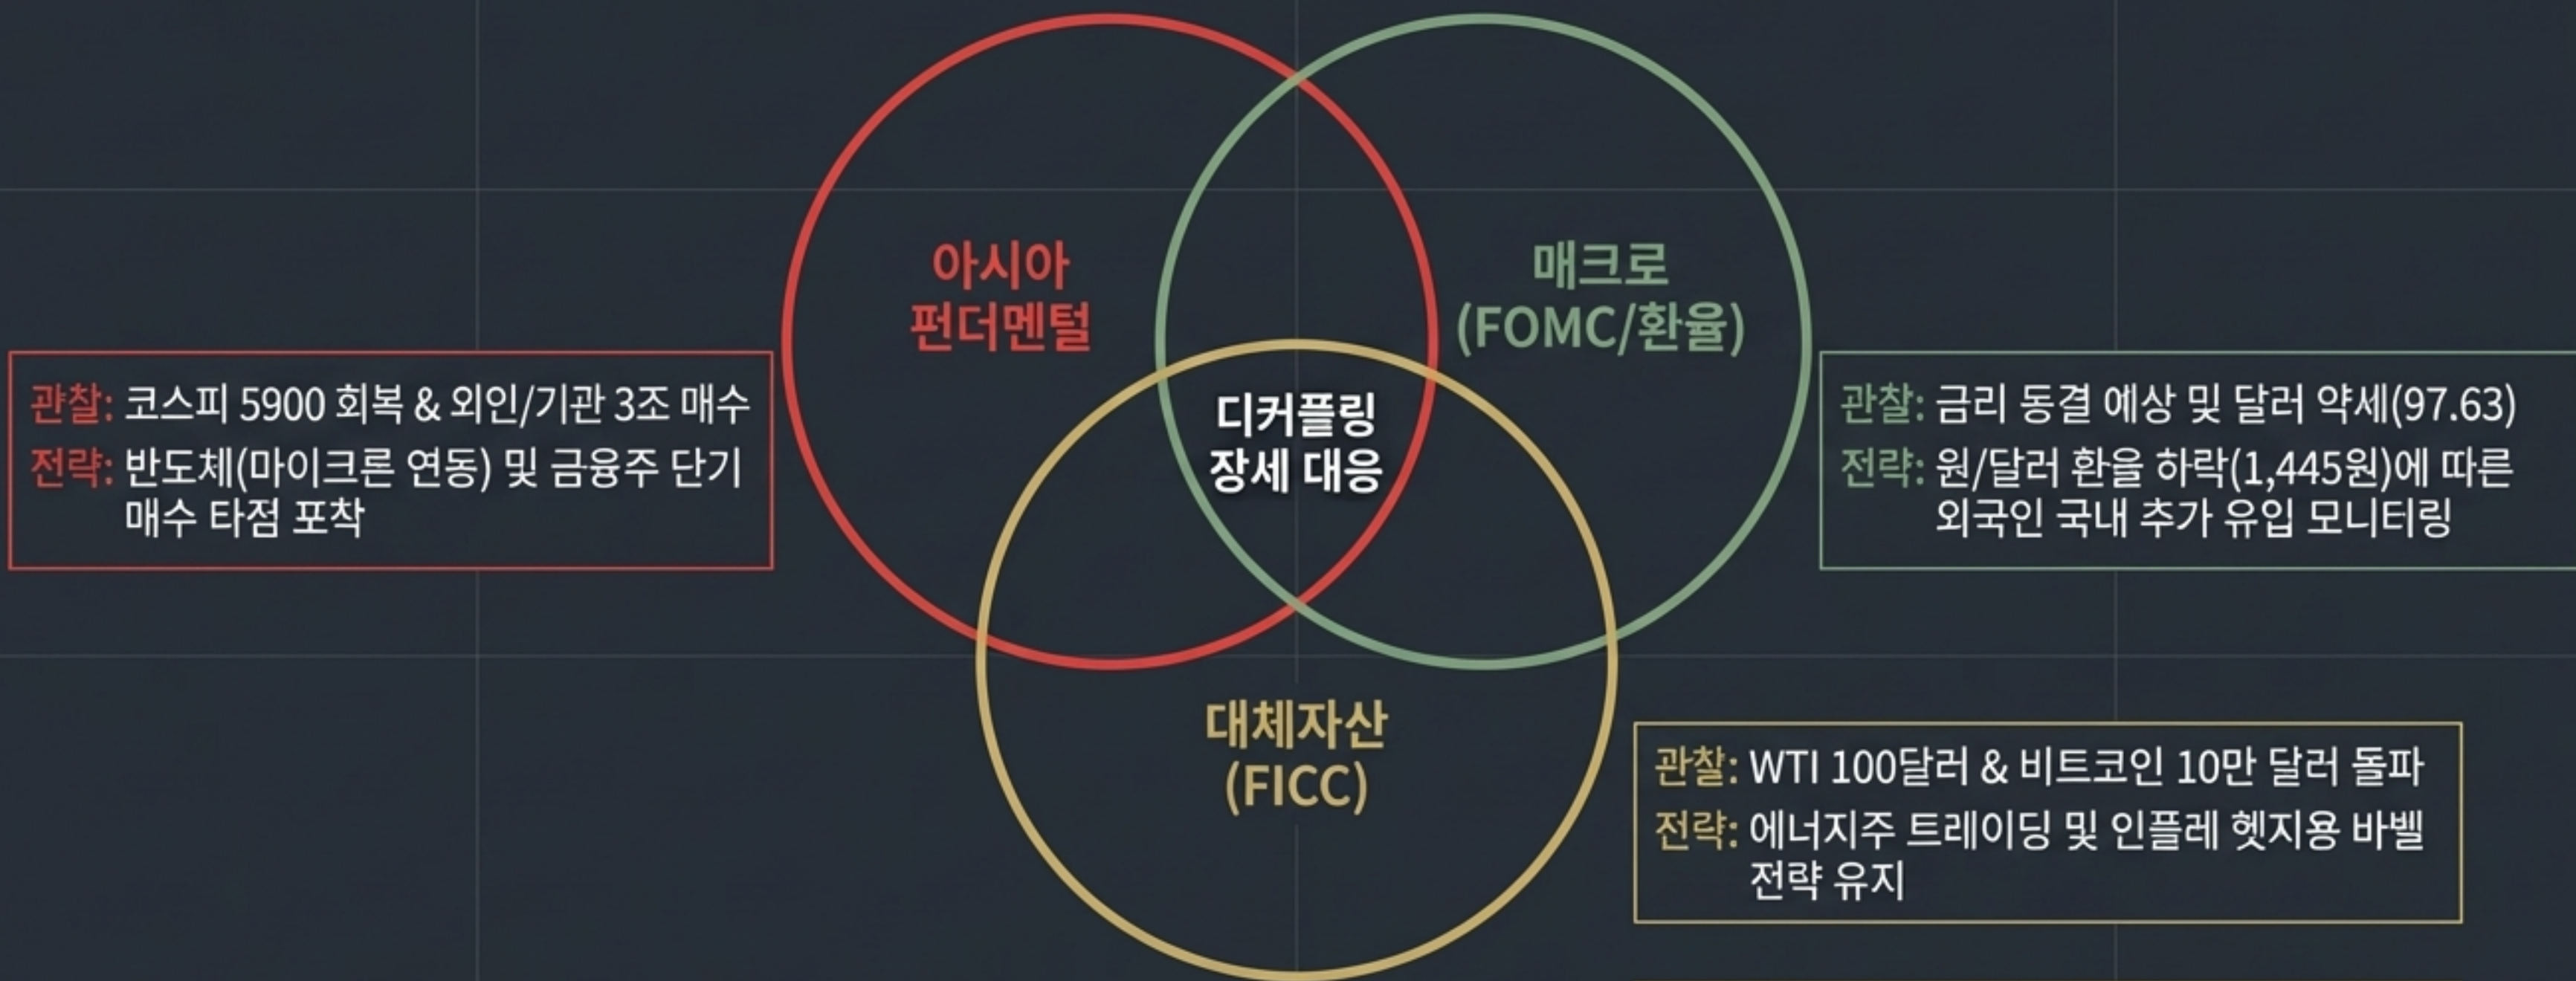 아시아
펀더멘털
매크로
(FOMC/환율)
관찰: 코스피 5900 회복 & 외인/기관 3조 매수
전략: 반도체(마이크론 연동) 및 금융주 단기
매수 타점 포착
디커플링
장세 대응
관찰: 금리 동결 예상 및 달러 약세(97.63)
전략: 원/달러 환율 하락(1,445원)에 따른
외국인 국내 추가 유입 모니터링
대체자산
(FICC)
관찰: WTI 100달러 & 비트코인 10만 달러 돌파
전략: 에너지주 트레이딩 및 인플레 헷지용 바벨
전략 유지